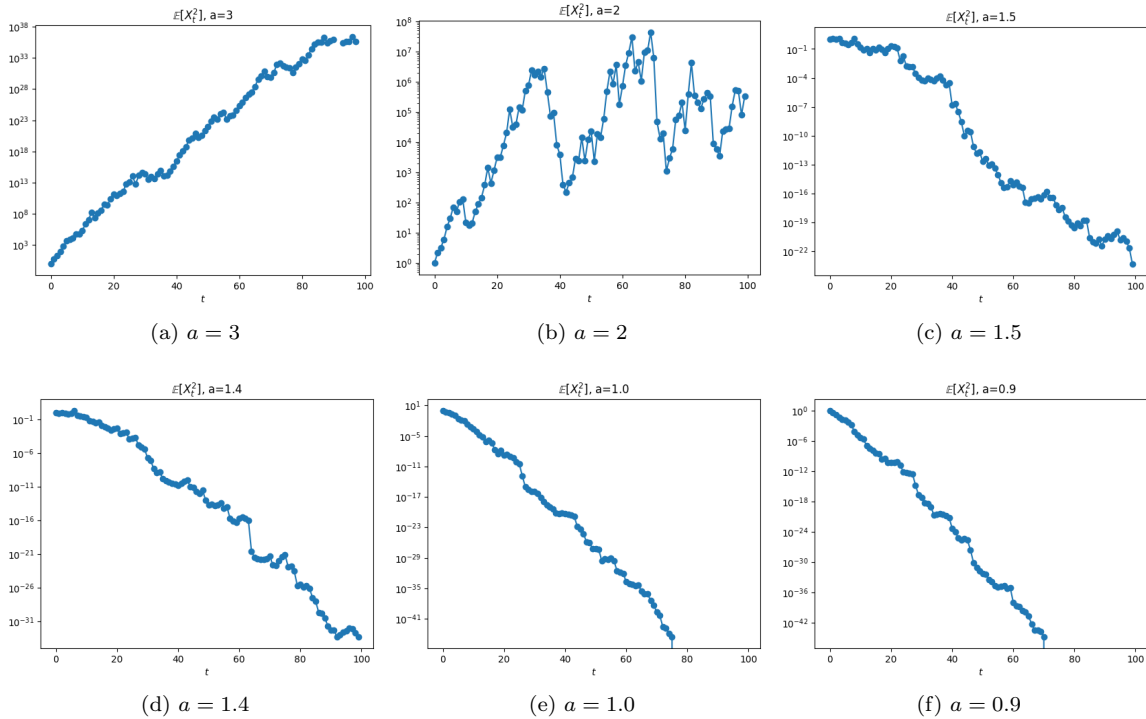 𝔼[X_t^2], a=3
10^38
10^33
10^28
10^23
10^18
10^13
10^8
10^3
0 20 40 60 80 100
t
(a) a = 3
𝔼[X_t^2], a=2
10^8
10^7
10^6
10^5
10^4
10^3
10^2
10^1
10^0
0 20 40 60 80 100
t
(b) a = 2
𝔼[X_t^2], a=1.5
10^-1
10^-4
10^-7
10^-10
10^-13
10^-16
10^-19
10^-22
0 20 40 60 80 100
t
(c) a = 1.5
𝔼[X_t^2], a=1.4
10^-1
10^-6
10^-11
10^-16
10^-21
10^-26
10^-31
0 20 40 60 80 100
t
(d) a = 1.4
𝔼[X_t^2], a=1.0
10^1
10^-5
10^-11
10^-17
10^-23
10^-29
10^-35
10^-41
0 20 40 60 80 100
t
(e) a = 1.0
𝔼[X_t^2], a=0.9
10^0
10^-6
10^-12
10^-18
10^-24
10^-30
10^-36
10^-42
0 20 40 60 80 100
t
(f) a = 0.9